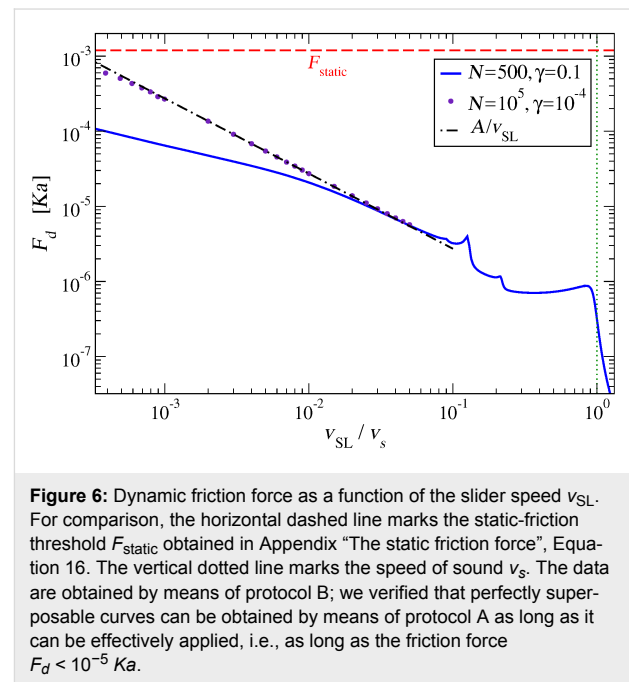 10⁻³
10⁻⁴
10⁻⁵
10⁻⁶
10⁻⁷
F_d [Ka]
F_static
N=500, γ=0.1
N=10⁵, γ=10⁻⁴
A/v_SL
10⁻³ 10⁻² 10⁻¹ 10⁰
v_SL / v_s
Figure 6: Dynamic friction force as a function of the slider speed v_SL.
For comparison, the horizontal dashed line marks the static-friction
threshold F_static obtained in Appendix “The static friction force”, Equa-
tion 16. The vertical dotted line marks the speed of sound v_s. The data
are obtained by means of protocol B; we verified that perfectly super-
posable curves can be obtained by means of protocol A as long as it
can be effectively applied, i.e., as long as the friction force
F_d < 10⁻⁵ Ka.